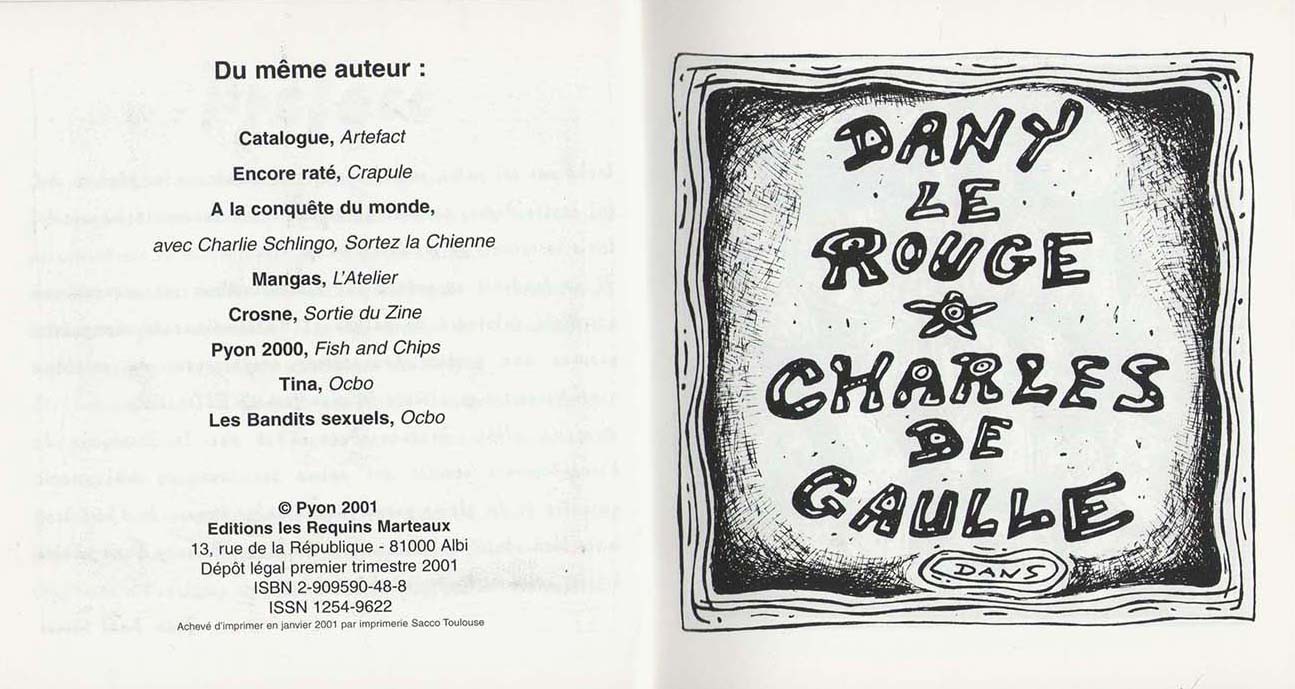 Du même auteur :
Catalogue, Artefact
Encore raté, Crapule
A la conquête du monde,
avec Charlie Schlingo, Sortez la Chienne
Mangas, L'Atelier
Crosne, Sortie du Zine
Pyon 2000, Fish and Chips
Tina, Ocbo
Les Bandits sexuels, Ocbo
© Pyon 2001
Editions les Requins Marteaux
13, rue de la République - 81000 Albi
Dépôt légal premier trimestre 2001
ISBN 2-909590-48-8
ISSN 1254-9622
Achevé d'imprimer en janvier 2001 par imprimerie Sacco Toulouse
DANY
LE
ROUGE
CHARLES
DE
GAULLE
DANS